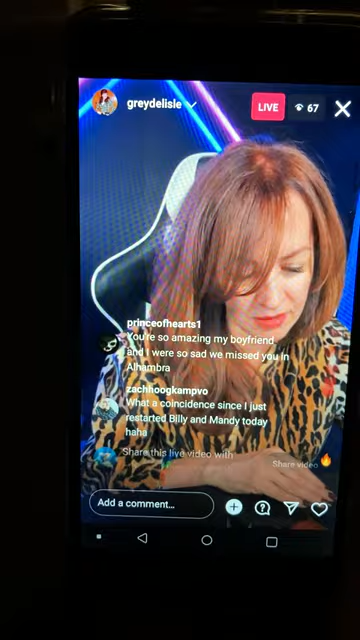 greydelisle
LIVE
67
princeofhearts1
You're so amazing my boyfriend
and I were so sad we missed you in
Alhambra
zachhoogkampvo
What a coincidence since I just
restarted Billy and Mandy today
haha
Share this live video with
Share video
Add a comment...